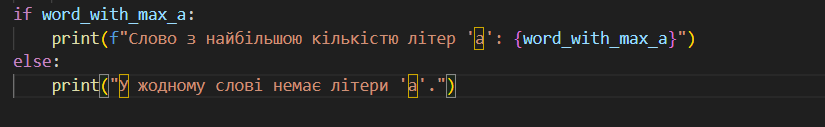 if word_with_max_a:
    print(f"Слово з найбільшою кількістю літер 'а': {word_with_max_a}")
else:
    print("У жодному слові немає літери 'а'.")